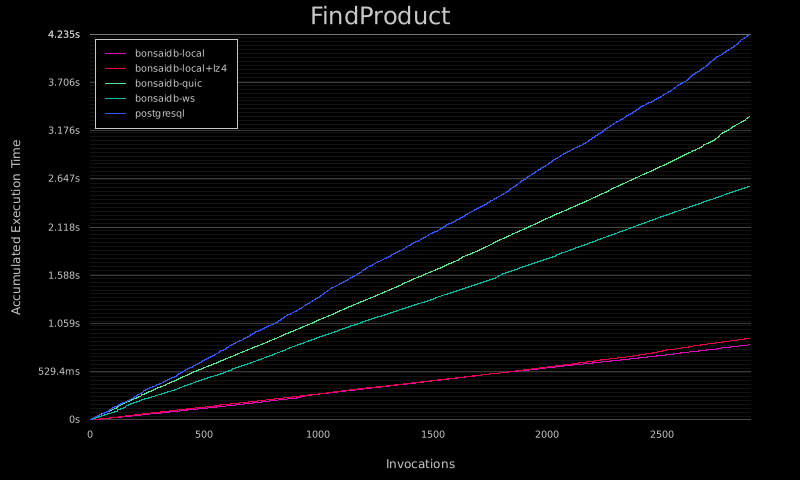 FindProduct
4.235s
3.706s
3.176s
2.647s
2.118s
1.588s
1.059s
529.4ms
0s
Accumulated Execution Time
bonsaidb-local
bonsaidb-local+lz4
bonsaidb-quic
bonsaidb-ws
postgresql
0 500 1000 1500 2000 2500
Invocations